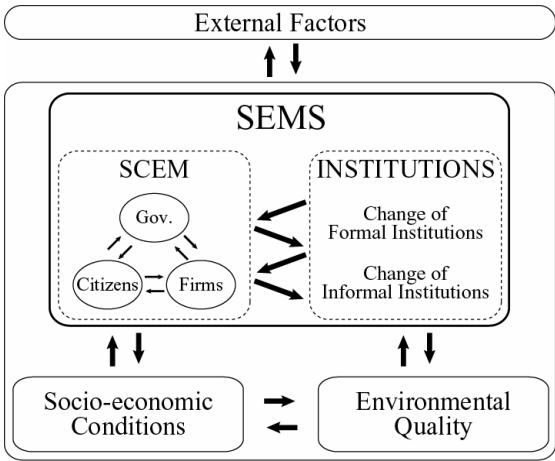 External Factors
SEMS
SCEM
Gov.
Citizens
Firms
INSTITUTIONS
Change of
Formal Institutions
Change of
Informal Institutions
Socio-economic
Conditions
Environmental
Quality